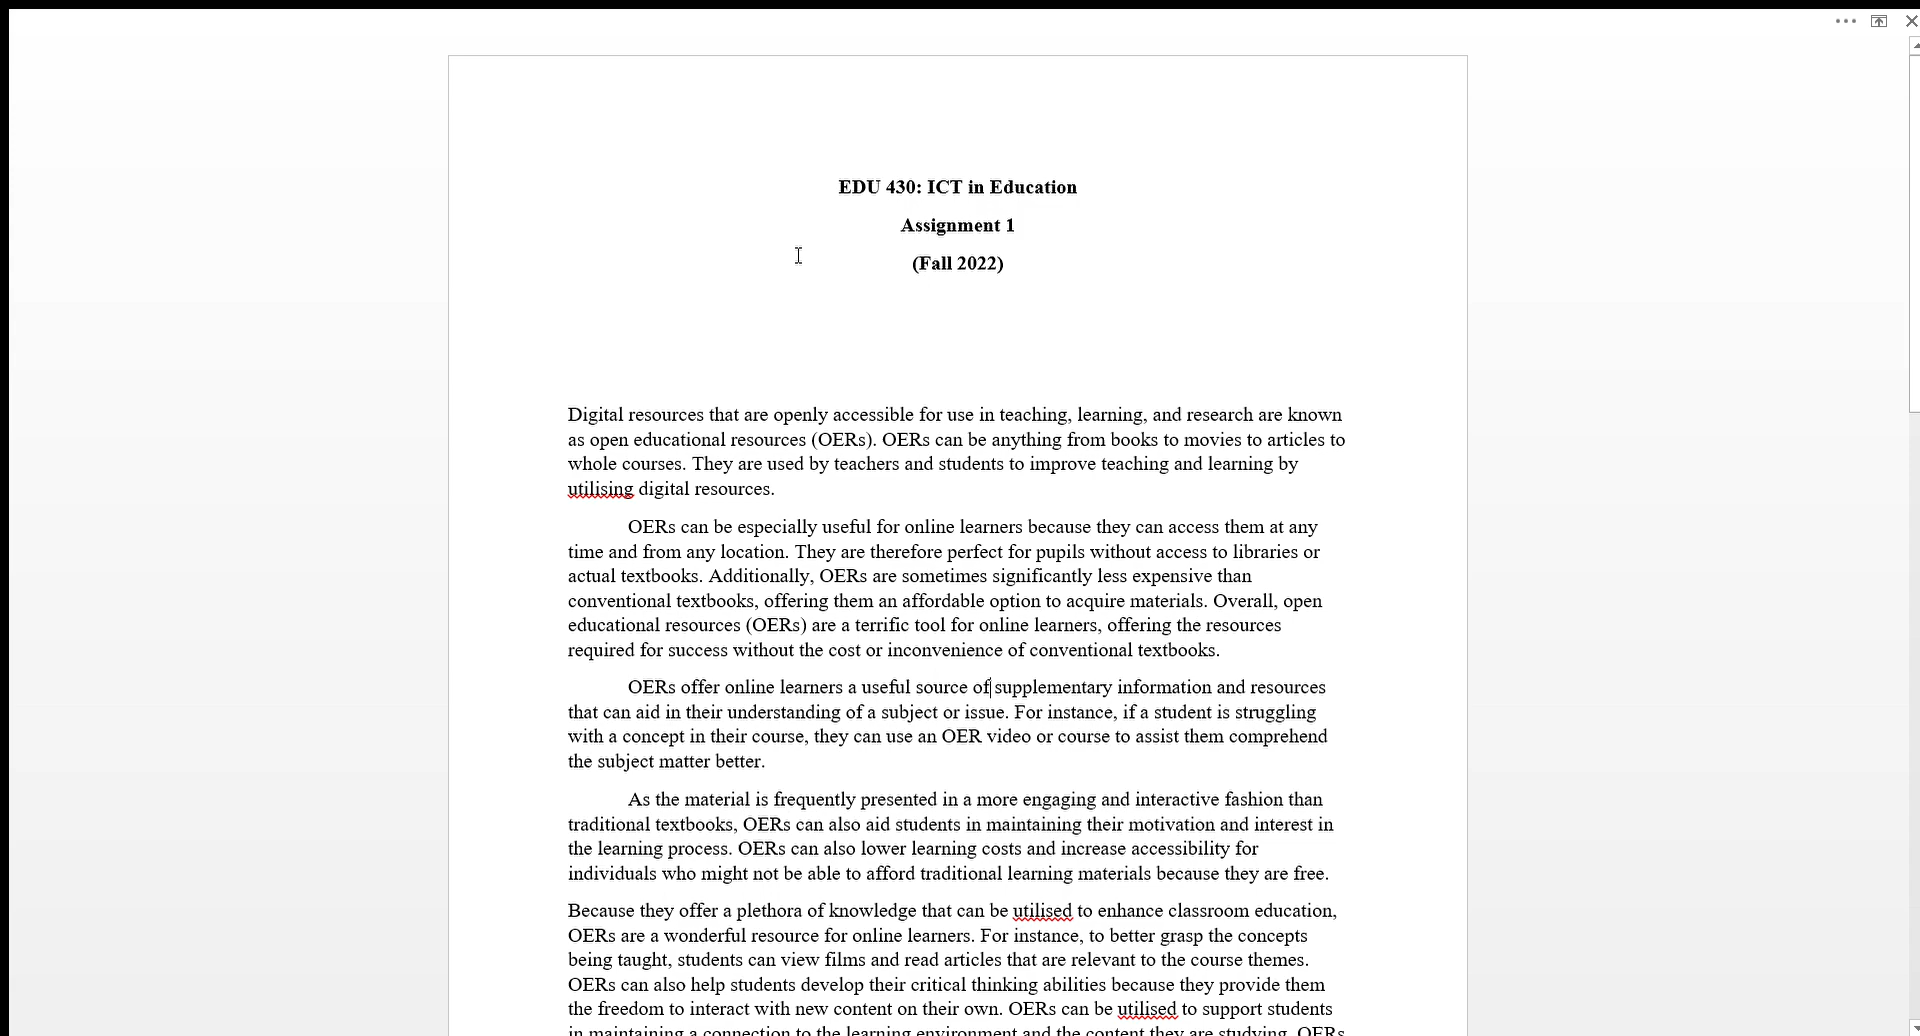 EDU 430: ICT in Education
Assignment 1
(Fall 2022)
Digital resources that are openly accessible for use in teaching, learning, and research are known
as open educational resources (OERs). OERs can be anything from books to movies to articles to
whole courses. They are used by teachers and students to improve teaching and learning by
utilising digital resources.
OERs can be especially useful for online learners because they can access them at any
time and from any location. They are therefore perfect for pupils without access to libraries or
actual textbooks. Additionally, OERs are sometimes significantly less expensive than
conventional textbooks, offering them an affordable option to acquire materials. Overall, open
educational resources (OERs) are a terrific tool for online learners, offering the resources
required for success without the cost or inconvenience of conventional textbooks.
OERs offer online learners a useful source of supplementary information and resources
that can aid in their understanding of a subject or issue. For instance, if a student is struggling
with a concept in their course, they can use an OER video or course to assist them comprehend
the subject matter better.
As the material is frequently presented in a more engaging and interactive fashion than
traditional textbooks, OERs can also aid students in maintaining their motivation and interest in
the learning process. OERs can also lower learning costs and increase accessibility for
individuals who might not be able to afford traditional learning materials because they are free.
Because they offer a plethora of knowledge that can be utilised to enhance classroom education,
OERs are a wonderful resource for online learners. For instance, to better grasp the concepts
being taught, students can view films and read articles that are relevant to the course themes.
OERs can also help students develop their critical thinking abilities because they provide them
the freedom to interact with new content on their own. OERs can be utilised to support students
in maintaining a connection to the learning environment and the content they are studying. OERs